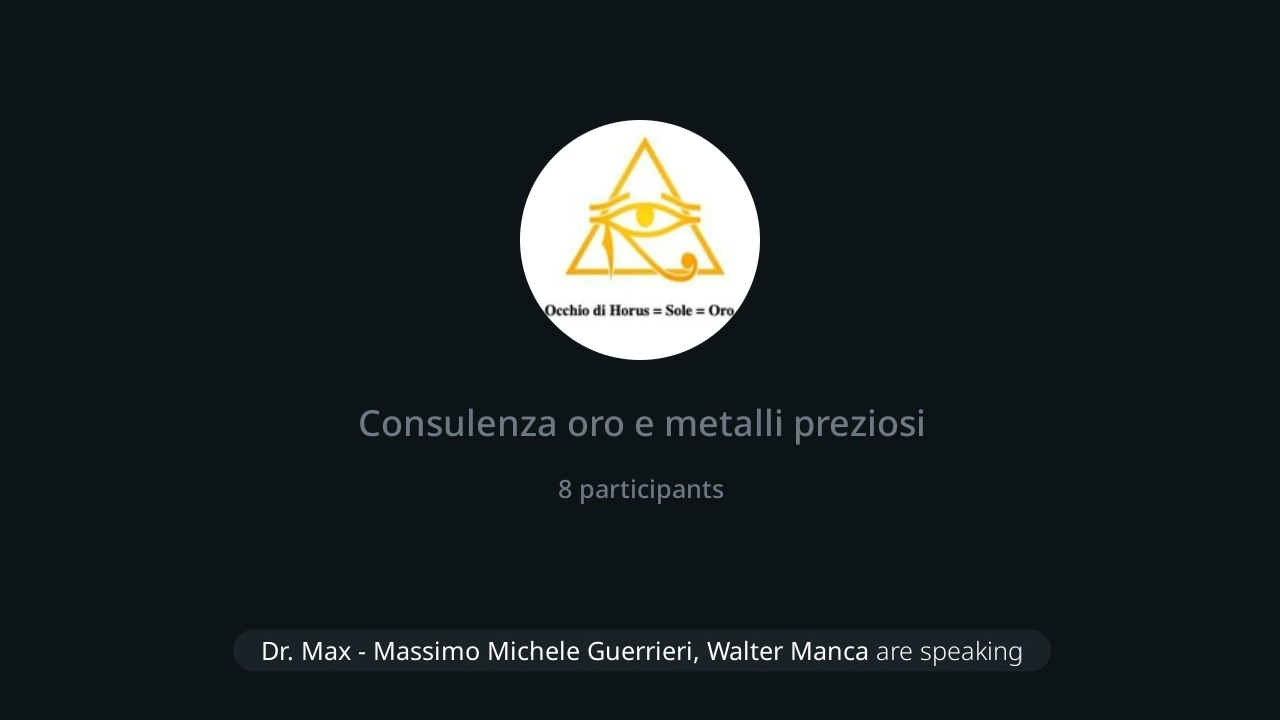 Occhio di Horus = Sole = Oro
Consulenza oro e metalli preziosi
8 participants
Dr. Max - Massimo Michele Guerrieri, Walter Manca are speaking